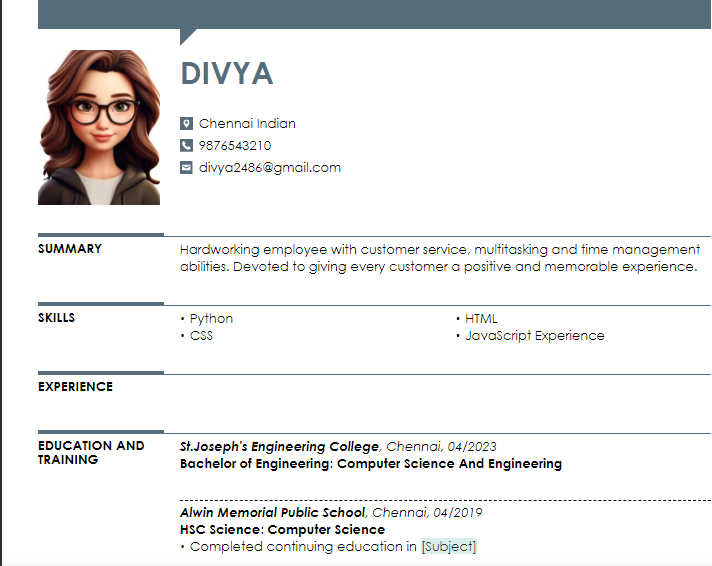 DIVYA
Chennai Indian
9876543210
divya2486@gmail.com
SUMMARY
Hardworking employee with customer service, multitasking and time management
abilities. Devoted to giving every customer a positive and memorable experience.
SKILLS
• Python
• CSS
• HTML
• JavaScript Experience
EXPERIENCE
EDUCATION AND
TRAINING
St.Joseph's Engineering College, Chennai, 04/2023
Bachelor of Engineering: Computer Science And Engineering
Alwin Memorial Public School, Chennai, 04/2019
HSC Science: Computer Science
• Completed continuing education in [Subject]